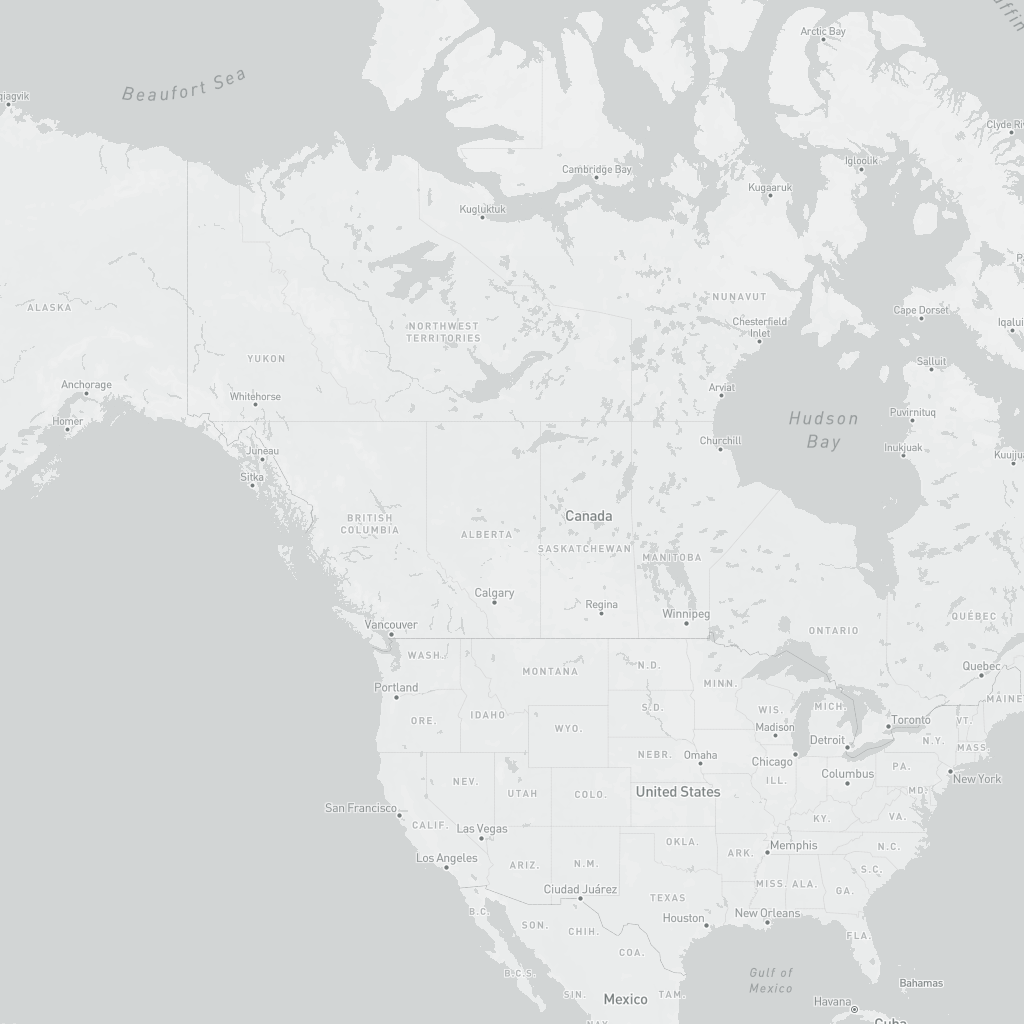 Arctic Bay
Beaufort Sea
Clyde Ri
Igloolik
Cambridge Bay
Kugaaruk
Kugluktuk
NUNAVUT
ALASKA
Cape Dorset
Chesterfield
Inlet
Iqalui
NORTHWEST
TERRITORIES
YUKON
Salluit
Anchorage
Arviat
Whitehorse
Puvirnituq
Hudson
Bay
Homer
Churchill
Inukjuak
Juneau
Kuujju
Sitka
BRITISH
COLUMBIA
Canada
ALBERTA
SASKATCHEWAN
MANITOBA
Calgary
Regina
Winnipeg
QUÉBEC
Vancouver
ONTARIO
WASH.
MONTANA
N.D.
Quebec
MINN.
Portland
MAINE
S.D.
WIS.
MICH.
ORE.
IDAHO
WYO.
Madison
Toronto
VT.
Detroit
N.Y.
MASS.
NEBR.
Omaha
Chicago
PA.
Columbus
New York
NEV.
UTAH
COLO.
United States
ILL.
MD.
San Francisco
KY.
VA.
CALIF.
Las Vegas
OKLA.
Memphis
N.C.
Los Angeles
ARIZ.
N.M.
ARK.
S.C.
Ciudad Juárez
MISS.
ALA.
GA.
TEXAS
B.C.
Houston
New Orleans
SON.
CHIH.
FLA.
COA.
B.C.S.
Gulf of
Mexico
Bahamas
SIN.
Mexico
TAM.
Havana
NAY.
Cuba